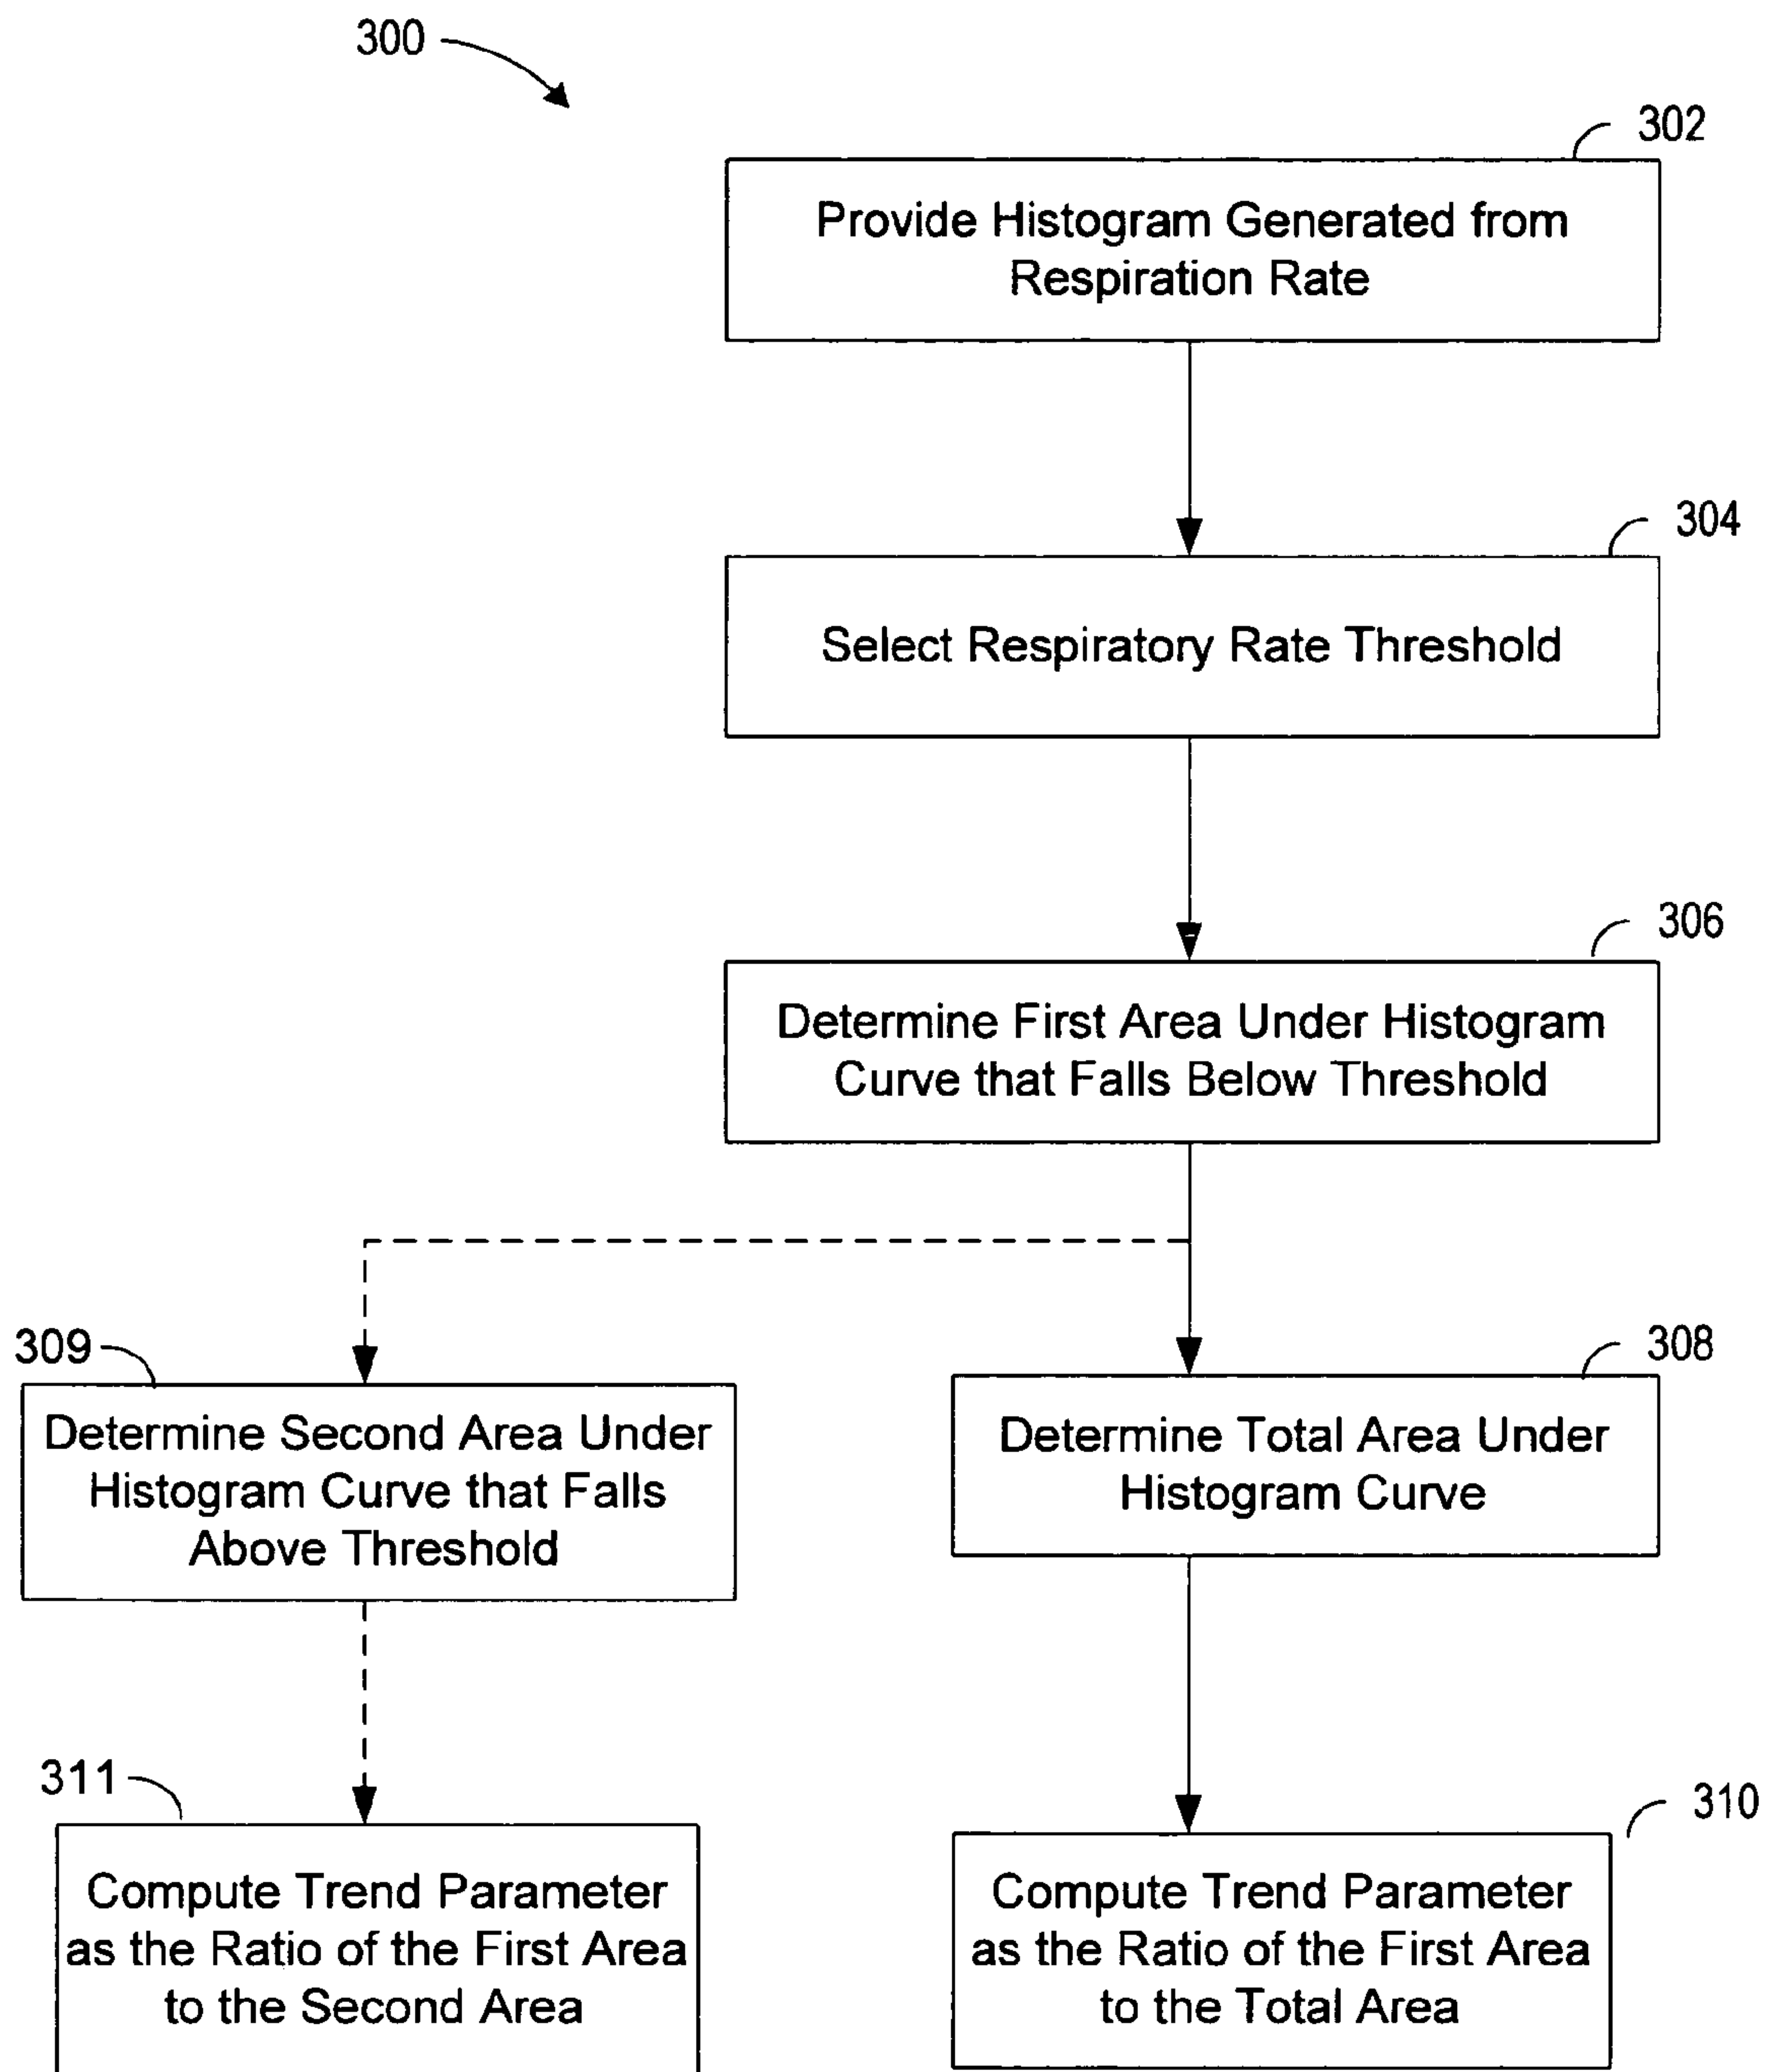 300
302
Provide Histogram Generated from
Respiration Rate
304
Select Respiratory Rate Threshold
306
Determine First Area Under Histogram
Curve that Falls Below Threshold
309
Determine Second Area Under
Histogram Curve that Falls
Above Threshold
308
Determine Total Area Under
Histogram Curve
311
Compute Trend Parameter
as the Ratio of the First Area
to the Second Area
310
Compute Trend Parameter
as the Ratio of the First Area
to the Total Area